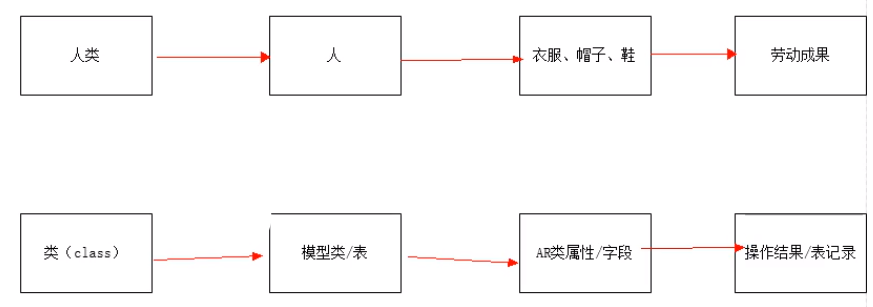 人类
人
衣服、帽子、鞋
劳动成果
类（class）
模型类/表
AR类属性/字段
操作结果/表记录